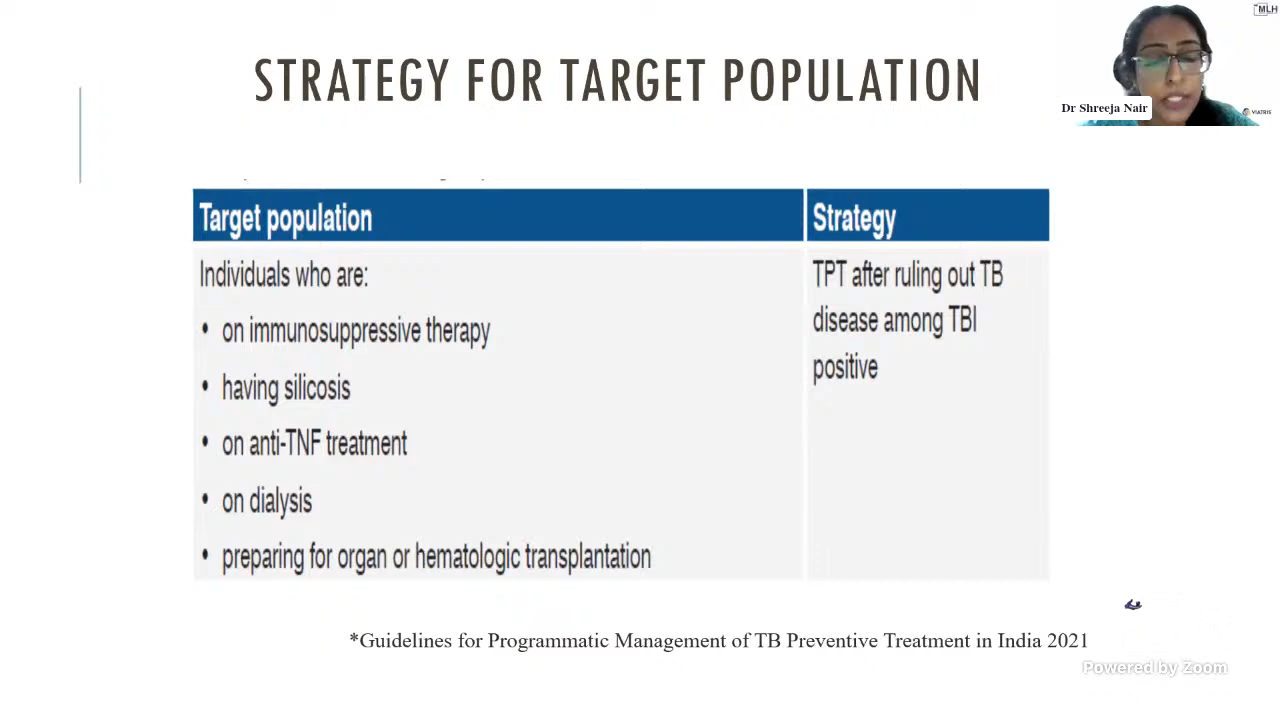 MLH
STRATEGY FOR TARGET POPULATION
Dr Shreeja Nair
VIATRIS
Target population
Strategy
Individuals who are:
• on immunosuppressive therapy
• having silicosis
• on anti-TNF treatment
• on dialysis
• preparing for organ or hematologic transplantation
TPT after ruling out TB
disease among TBI
positive
*Guidelines for Programmatic Management of TB Preventive Treatment in India 2021
Powered by Zoom